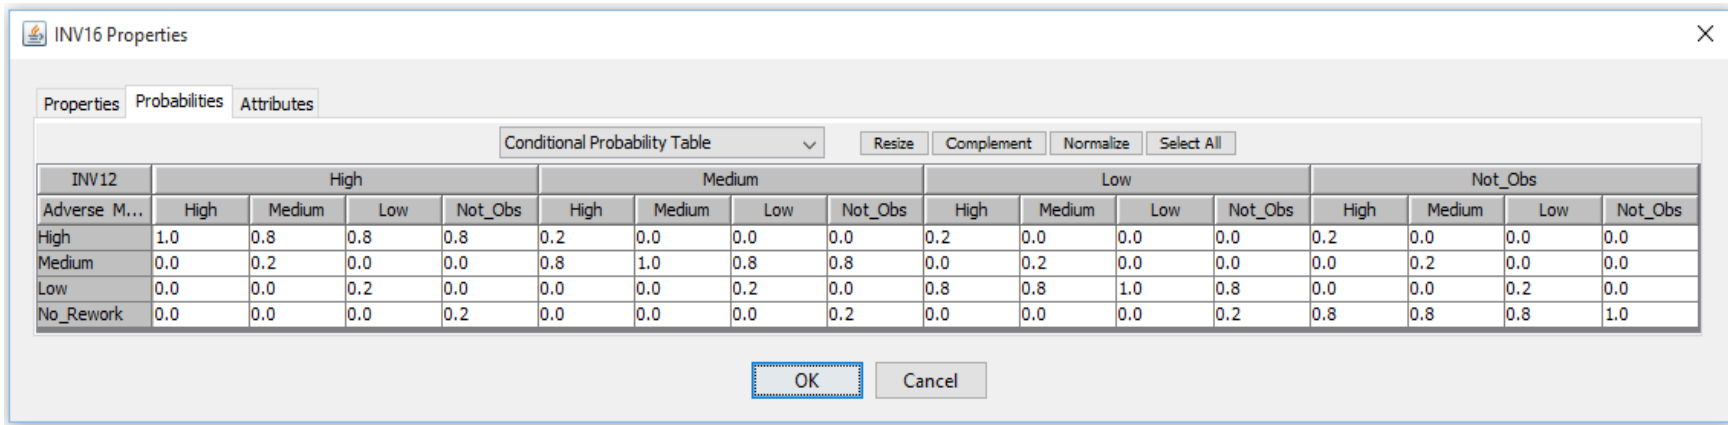 INV16 Properties
Properties Probabilities Attributes
Conditional Probability Table Resize Complement Normalize Select All
INV12 High Medium Low Not_Obs
Adverse M... High Medium Low Not_Obs High Medium Low Not_Obs High Medium Low Not_Obs High Medium Low Not_Obs
High 1.0 0.8 0.8 0.8 0.2 0.0 0.0 0.0 0.2 0.0 0.0 0.0 0.2 0.0 0.0 0.0
Medium 0.0 0.2 0.0 0.0 0.8 1.0 0.8 0.8 0.0 0.2 0.0 0.0 0.0 0.2 0.0 0.0
Low 0.0 0.0 0.2 0.0 0.0 0.0 0.2 0.0 0.8 0.8 1.0 0.8 0.0 0.0 0.2 0.0
No_Rework 0.0 0.0 0.0 0.2 0.0 0.0 0.0 0.2 0.0 0.0 0.0 0.2 0.8 0.8 0.8 1.0
OK Cancel